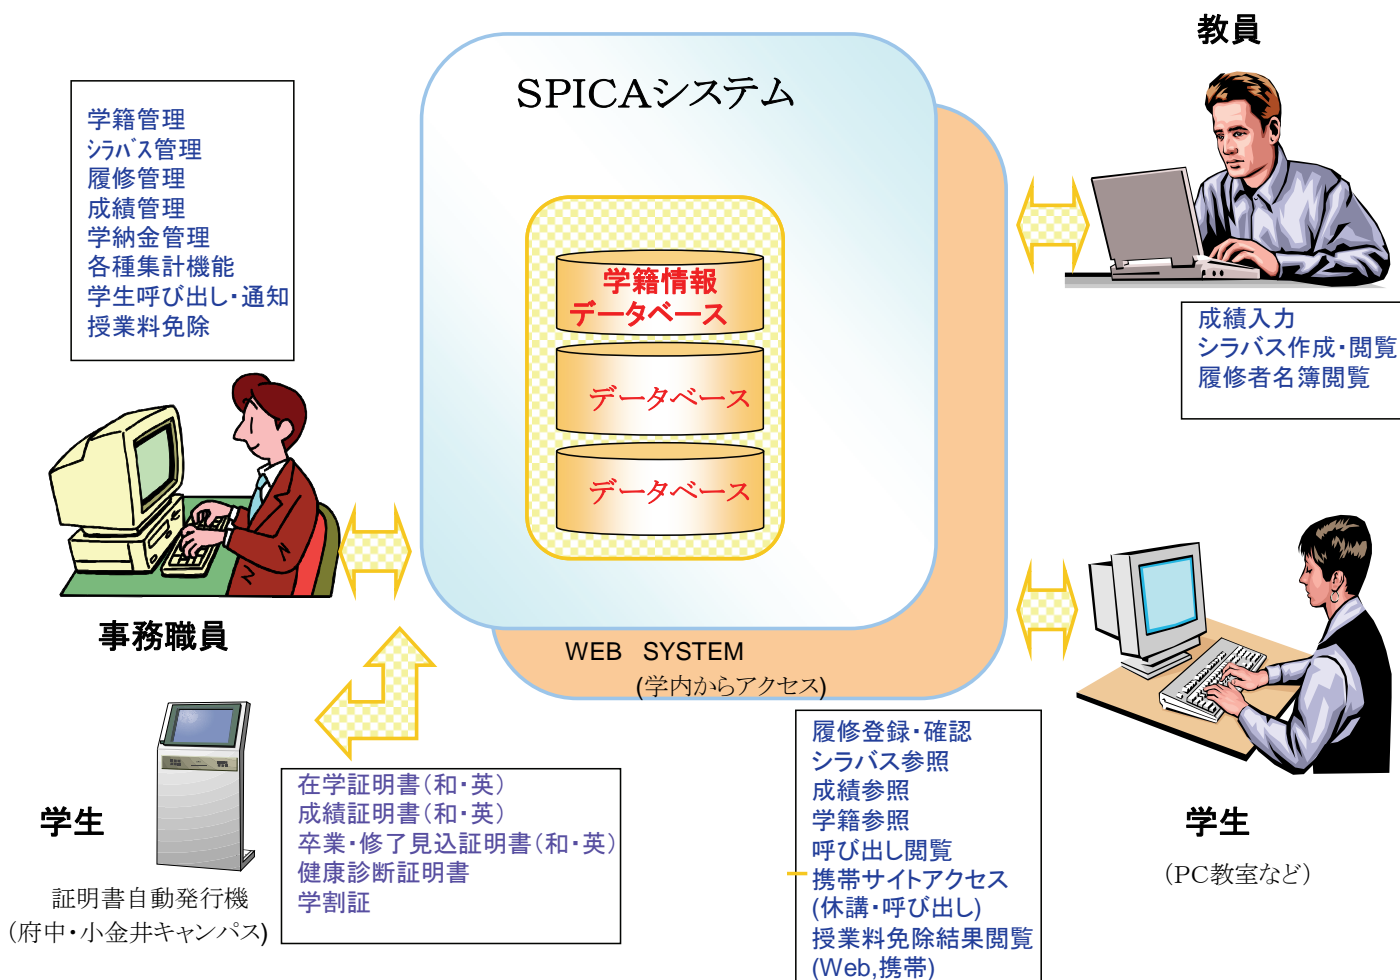 教員
SPICAシステム
学籍管理
シラバス管理
履修管理
成績管理
学納金管理
各種集計機能
学生呼び出し・通知
授業料免除
学籍情報
データベース
データベース
データベース
成績入力
シラバス作成・閲覧
履修者名簿閲覧
事務職員
WEB SYSTEM
(学内からアクセス)
学生
証明書自動発行機
(府中・小金井キャンパス)
在学証明書(和・英)
成績証明書(和・英)
卒業・修了見込証明書(和・英)
健康診断証明書
学割証
履修登録・確認
シラバス参照
成績参照
学籍参照
呼び出し閲覧
携帯サイトアクセス
(休講・呼び出し)
授業料免除結果閲覧
(Web,携帯)
学生
(PC教室など)